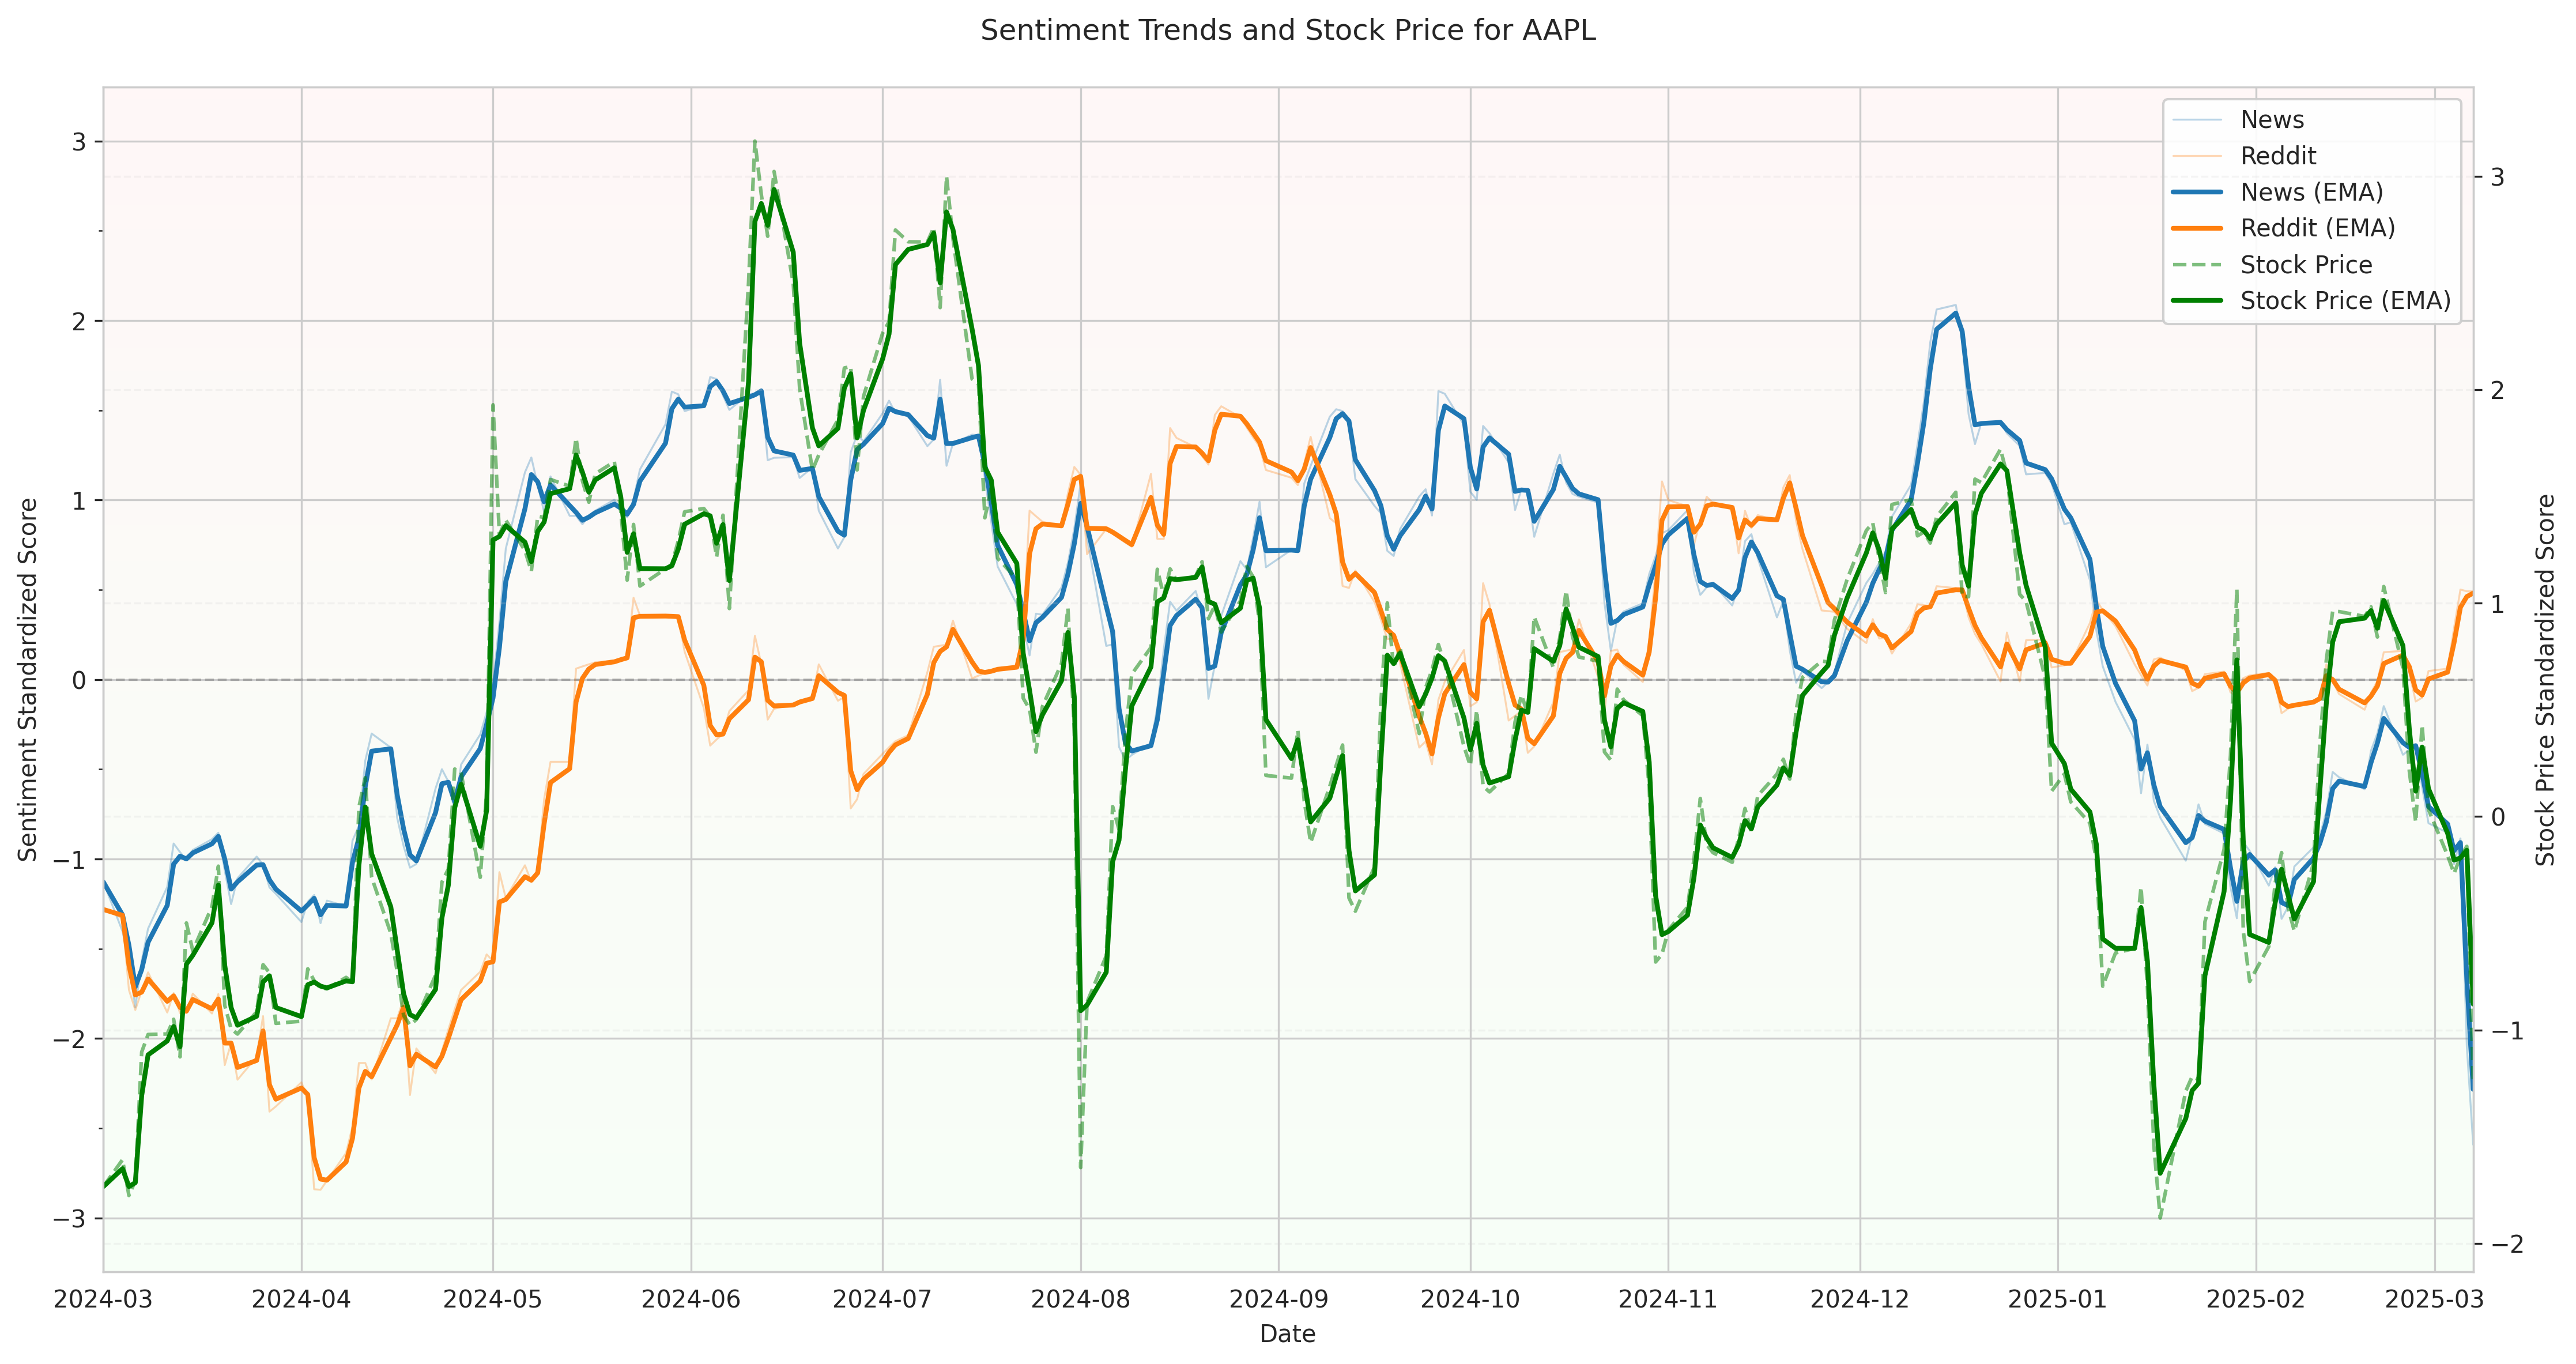 Sentiment Trends and Stock Price for AAPL
News
Reddit
News (EMA)
Reddit (EMA)
Stock Price
Stock Price (EMA)
Sentiment Standardized Score
3
2
1
0
−1
−2
−3
Stock Price Standardized Score
3
2
1
0
−1
−2
2024-03 2024-04 2024-05 2024-06 2024-07 2024-08 2024-09 2024-10 2024-11 2024-12 2025-01 2025-02 2025-03
Date